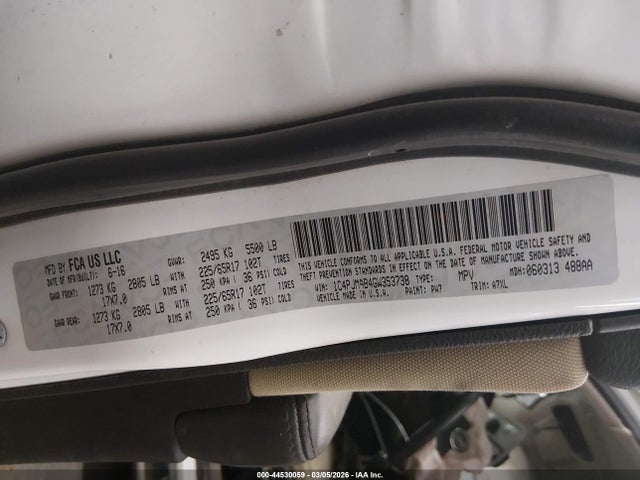 MFD BY FCA US LLC
DATE OF MFR(BUILT): 6-16 GVWR: 2495 KG 5500 LB
GAWR FRONT: 1273 KG 2805 LB WITH 225/65R17 102T TIRES
17X7.0 RIMS AT 250 KPA ( 36 PSI) COLD
GAWR REAR: 1273 KG 2805 LB WITH 225/65R17 102T TIRES
17X7.0 RIMS AT 250 KPA ( 36 PSI) COLD
THIS VEHICLE CONFORMS TO ALL APPLICABLE U.S.A. FEDERAL MOTOR VEHICLE SAFETY AND
THEFT PREVENTION STANDARDS IN EFFECT ON THE DATE OF MANUFACTURE SHOWN ABOVE
MADE IN U.S.A. MDH:060313 488AA
VIN: 1C4PJMAB4GW353738 TYPE: MPV
PAINT: PW7 TRIM: A7XL
000-44530059 — 03/05/2026 — IAA Inc.